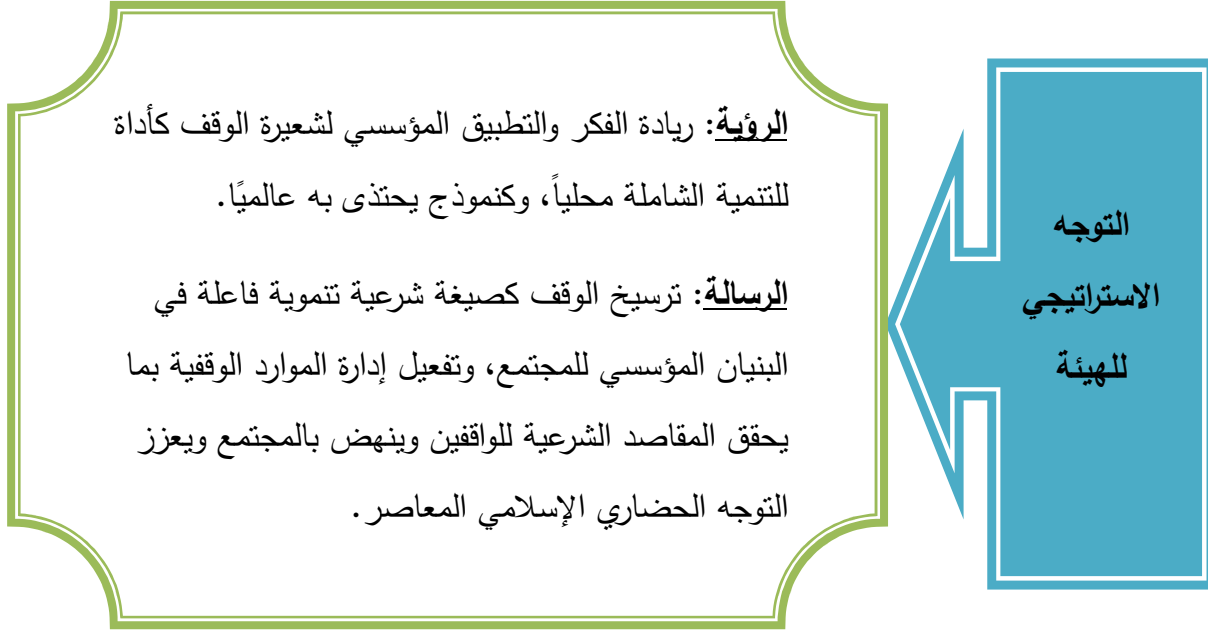 التوجه
الاستراتيجي
للهيئة
الرؤية: ريادة الفكر والتطبيق المؤسسي لشعيرة الوقف كأداة
للتنمية الشاملة محلياً، وكنموذج يحتذى به عالميًا.
الرسالة: ترسيخ الوقف كصيغة شرعية تنموية فاعلة في
البنيان المؤسسي للمجتمع، وتفعيل إدارة الموارد الوقفية بما
يحقق المقاصد الشرعية للواقفين وينهض بالمجتمع ويعزز
التوجه الحضاري الإسلامي المعاصر.